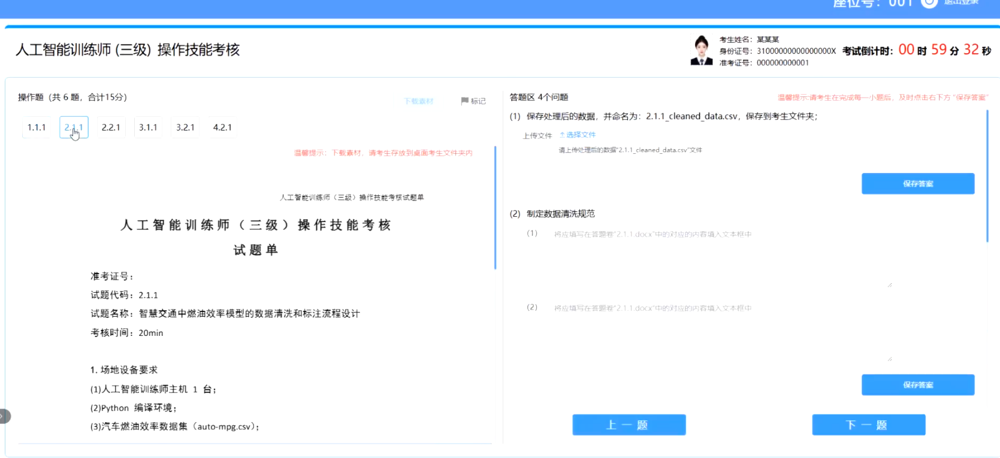 座位号：001 退出登录
人工智能训练师 (三级) 操作技能考核
考生姓名：某某某
身份证号：31000000000000000X
准考证号：000000000001
考试倒计时：00 时 59 分 32 秒
操作题（共 6 题，合计15分）
下载素材
标记
1.1.1 2.1.1 2.2.1 3.1.1 3.2.1 4.2.1
温馨提示：下载素材，请考生存放到桌面考生文件夹内
人工智能训练师（三级）操作技能考核试题单
人工智能训练师（三级）操作技能考核
试题单
准考证号：
试题代码：2.1.1
试题名称：智慧交通中燃油效率模型的数据清洗和标注流程设计
考核时间：20min
1. 场地设备要求
(1)人工智能训练师主机 1 台；
(2)Python 编译环境；
(3)汽车燃油效率数据集（auto-mpg.csv）；
答题区 4个问题
温馨提示:请考生在完成每一小题后，及时点击右下方 "保存答案"
(1) 保存处理后的数据，并命名为：2.1.1_cleaned_data.csv，保存到考生文件夹；
上传文件 选择文件
请上传处理后的数据"2.1.1_cleaned_data.csv"文件
保存答案
(2) 制定数据清洗规范
(1) 将应填写在答题卷"2.1.1.docx"中的对应的内容填入文本框中
(2) 将应填写在答题卷"2.1.1.docx"中的对应的内容填入文本框中
保存答案
上一题
下一题